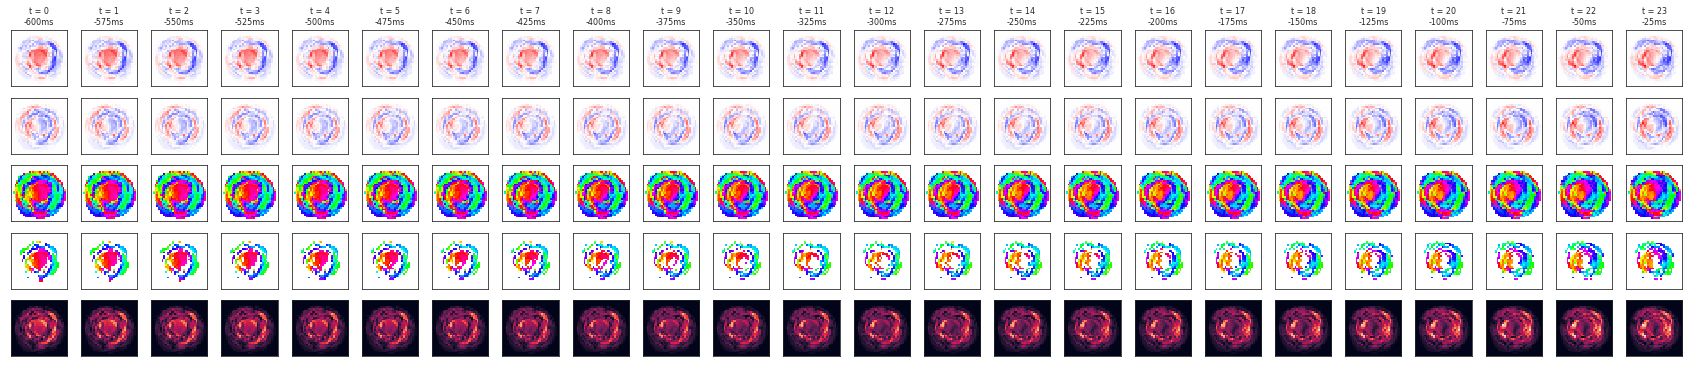 t = 0 t = 1 t = 2 t = 3 t = 4 t = 5 t = 6 t = 7 t = 8 t = 9 t = 10 t = 11 t = 12 t = 13 t = 14 t = 15 t = 16 t = 17 t = 18 t = 19 t = 20 t = 21 t = 22 t = 23
-600ms -575ms -550ms -525ms -500ms -475ms -450ms -425ms -400ms -375ms -350ms -325ms -300ms -275ms -250ms -225ms -200ms -175ms -150ms -125ms -100ms -75ms -50ms -25ms